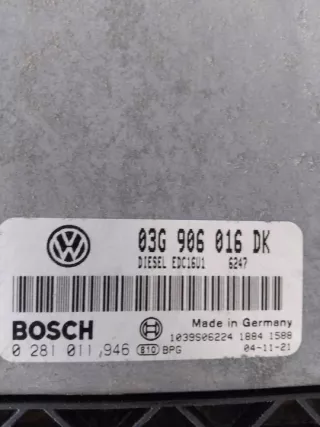 03G 906 016 DK
DIESEL EDC16U1 6247
BOSCH Made in Germany
1039S06224 1884 1588
0 281 011,946 810 BPG 04-11-21